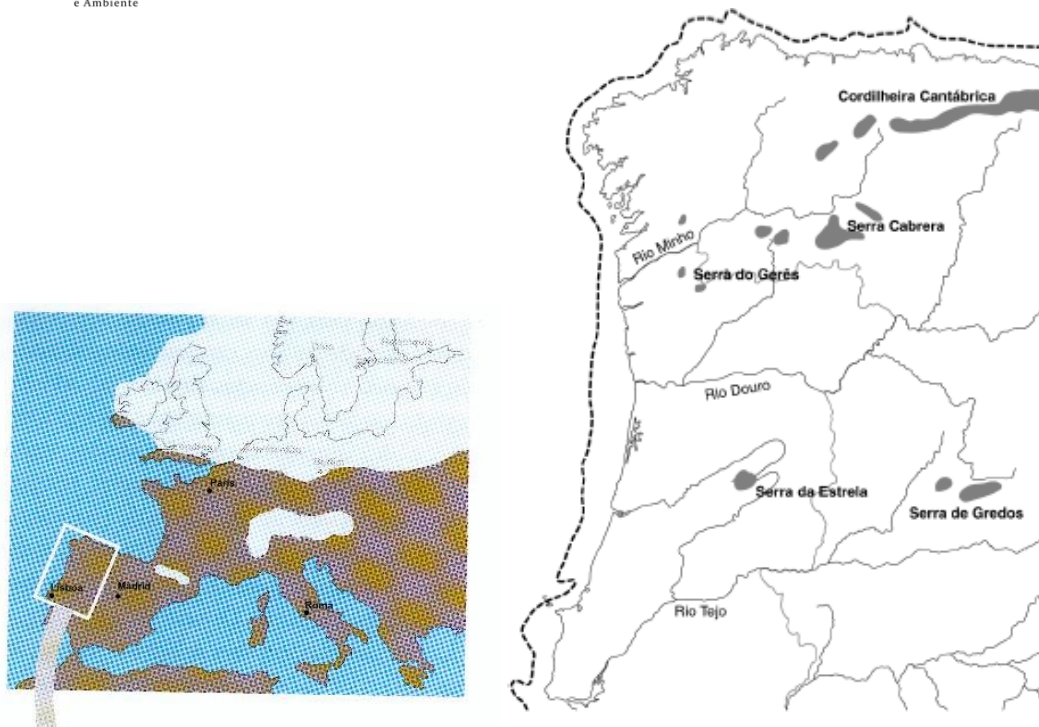 e Ambiente
Cordilheira Cantábrica
Serra Cabrera
Rio Minho
Serra do Gerês
Rio Douro
Serra da Estrela
Serra de Gredos
Rio Tejo
Paris
Lisboa
Madrid
Roma